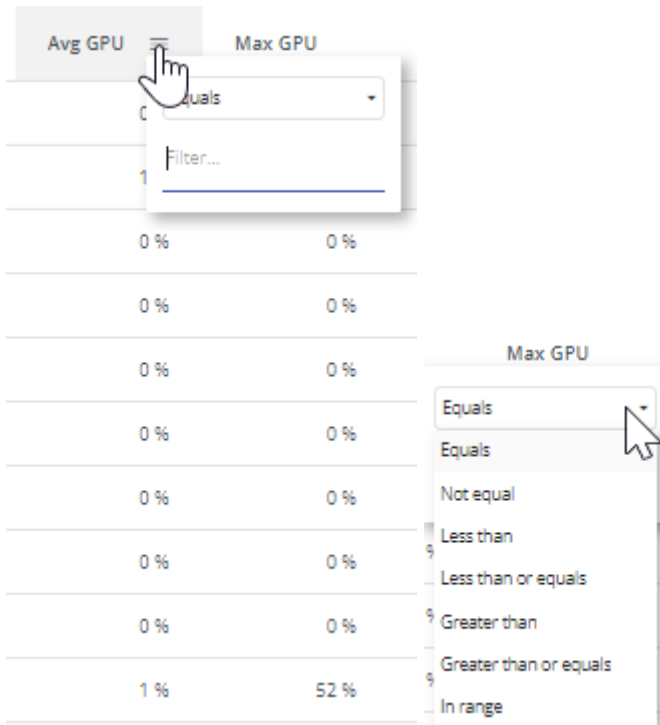 Avg GPU Max GPU
Filter...
0 % 0 %
0 % 0 %
0 % 0 %
0 % 0 %
0 % 0 %
0 % 0 %
0 % 0 %
1 % 52 %
Max GPU
Equals
Equals
Not equal
Less than
Less than or equals
Greater than
Greater than or equals
In range